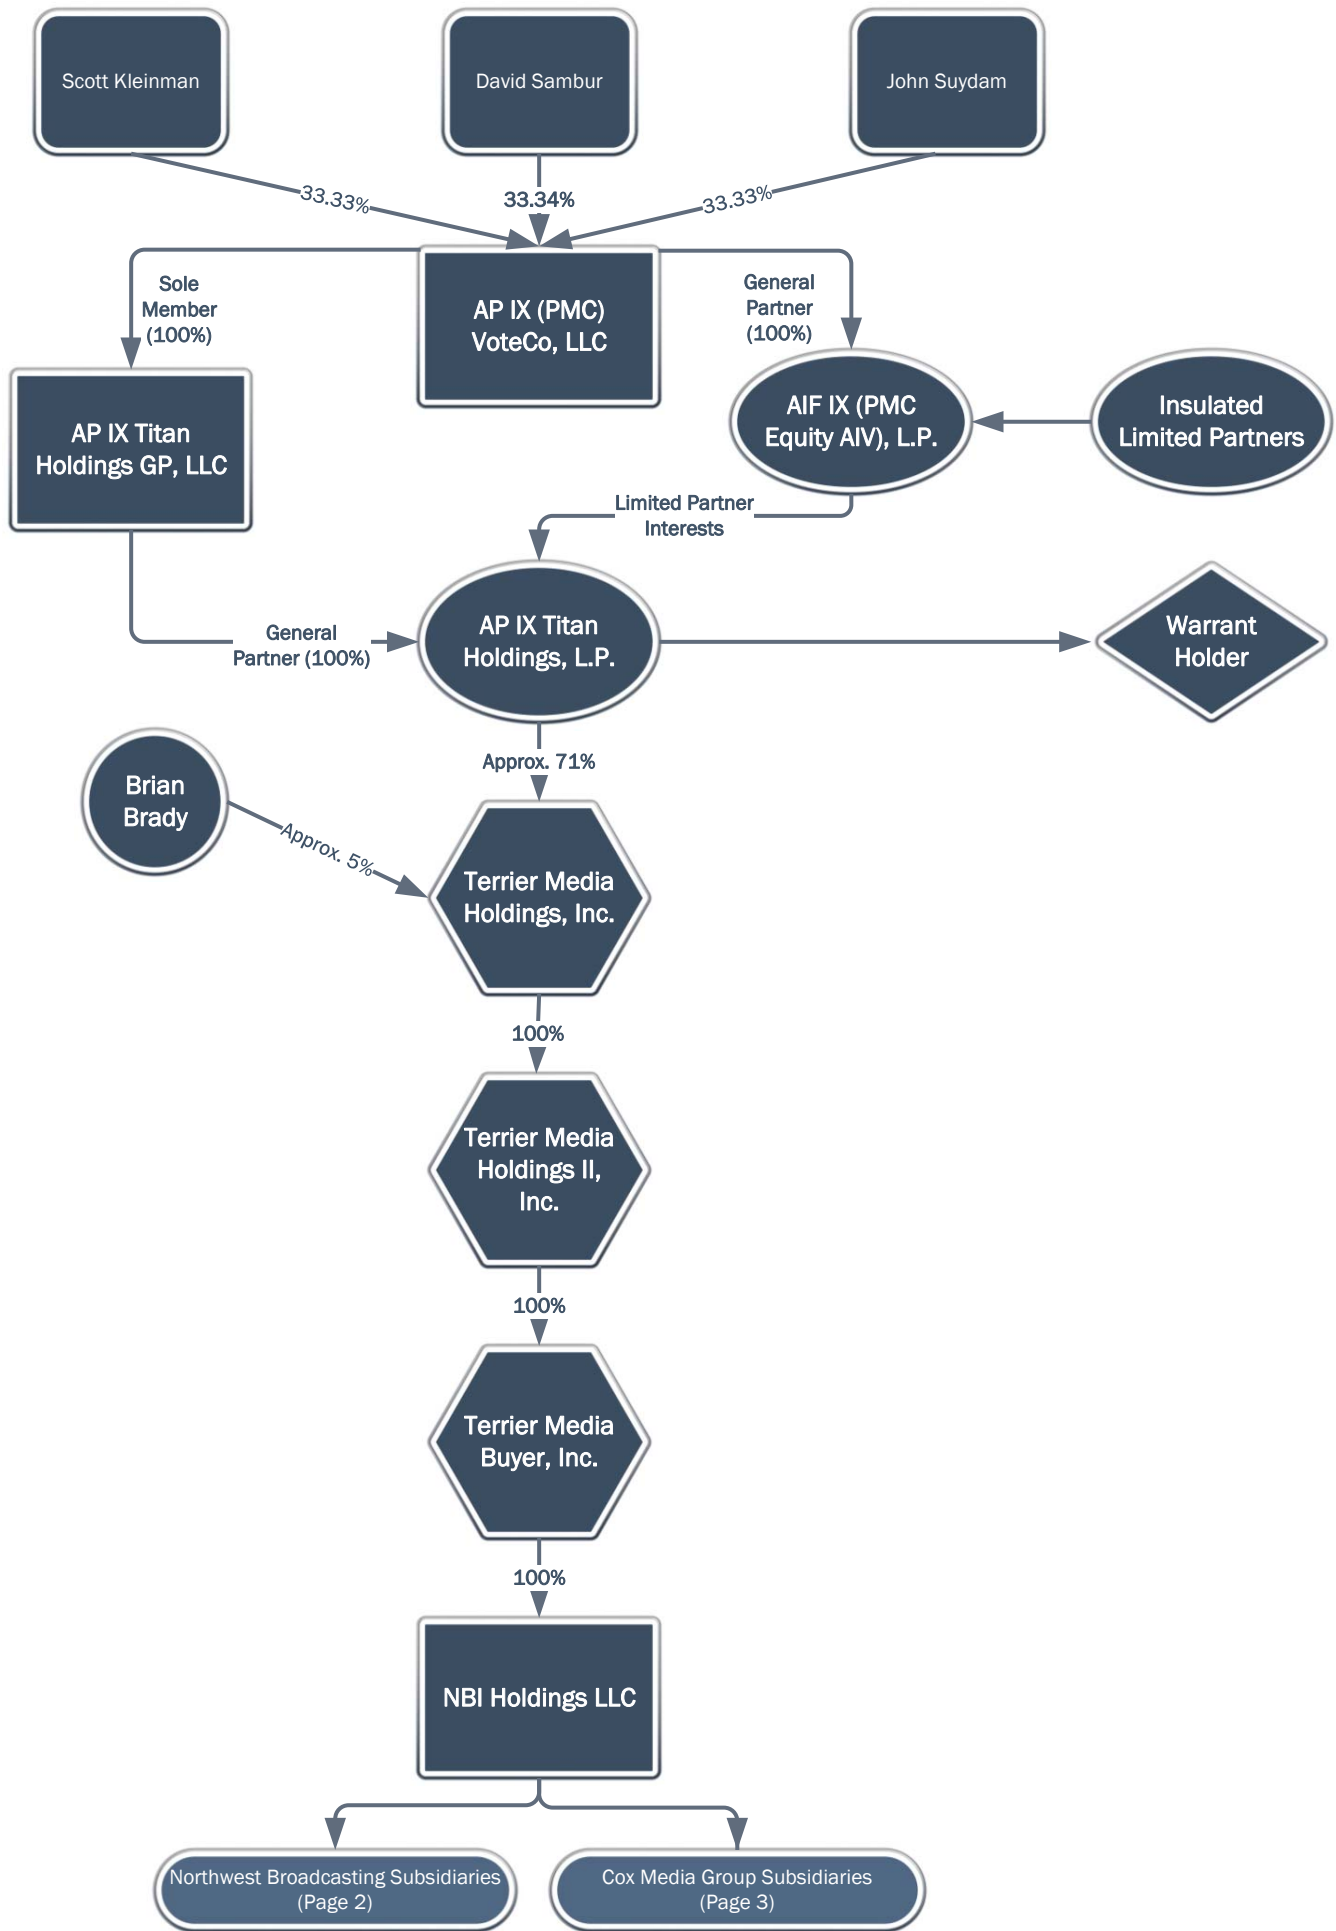 Scott Kleinman
David Sambur
John Suydam
33.33%
33.34%
33.33%
Sole
Member
(100%)
AP IX (PMC)
VoteCo, LLC
General
Partner
(100%)
AP IX Titan
Holdings GP, LLC
AIF IX (PMC
Equity AIV), L.P.
Insulated
Limited Partners
Limited Partner
Interests
General
Partner (100%)
AP IX Titan
Holdings, L.P.
Warrant
Holder
Approx. 71%
Brian
Brady
Approx. 5%
Terrier Media
Holdings, Inc.
100%
Terrier Media
Holdings II,
Inc.
100%
Terrier Media
Buyer, Inc.
100%
NBI Holdings LLC
Northwest Broadcasting Subsidiaries
(Page 2)
Cox Media Group Subsidiaries
(Page 3)